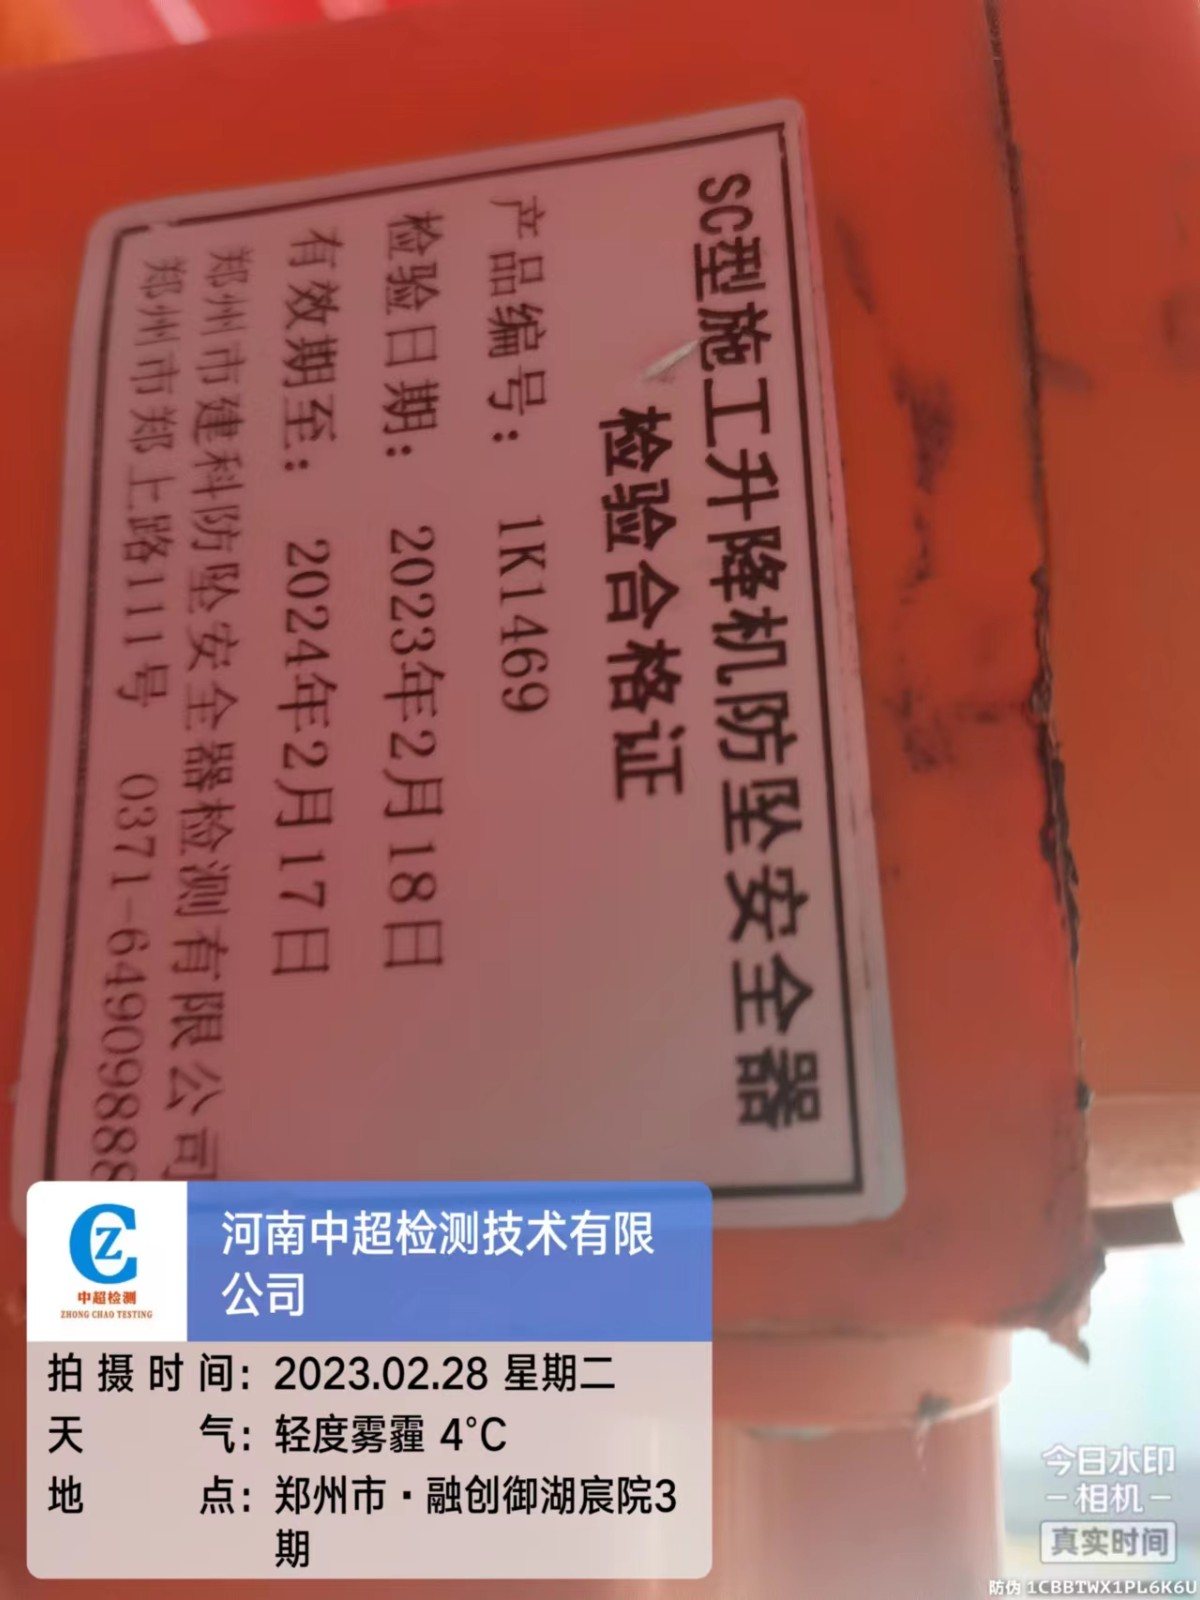 SC型施工升降机防坠安全器
检验合格证
产品编号: 1K1469
检验日期: 2023年2月18日
有效期至: 2024年2月17日
郑州市建科防坠安全器检测有限公司
郑州市郑上路111号 0371-64909888
CZ
中超检测
ZHONG CHAO TESTING
河南中超检测技术有限
公司
拍摄时间: 2023.02.28 星期二
天气: 轻度雾霾 4°C
地点: 郑州市·融创御湖宸院3
期
今日水印
-相机-
真实时间
防伪 1CBBTWX1PL6K6U